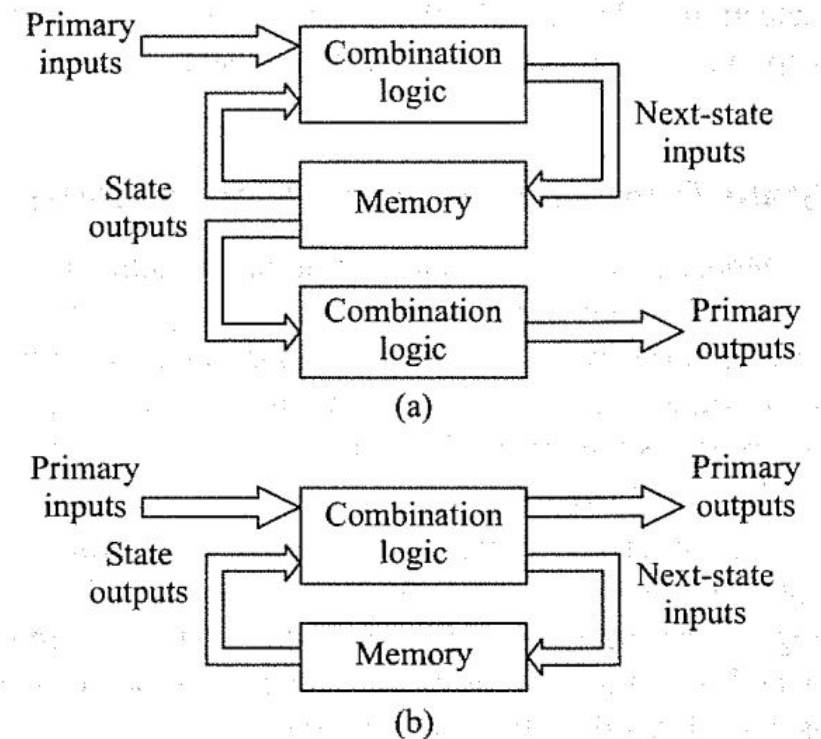 Primary
inputs
Combination
logic
Next-state
inputs
State
outputs
Memory
Combination
logic
Primary
outputs
(a)
Primary
inputs
Combination
logic
Primary
outputs
State
outputs
Next-state
inputs
Memory
(b)